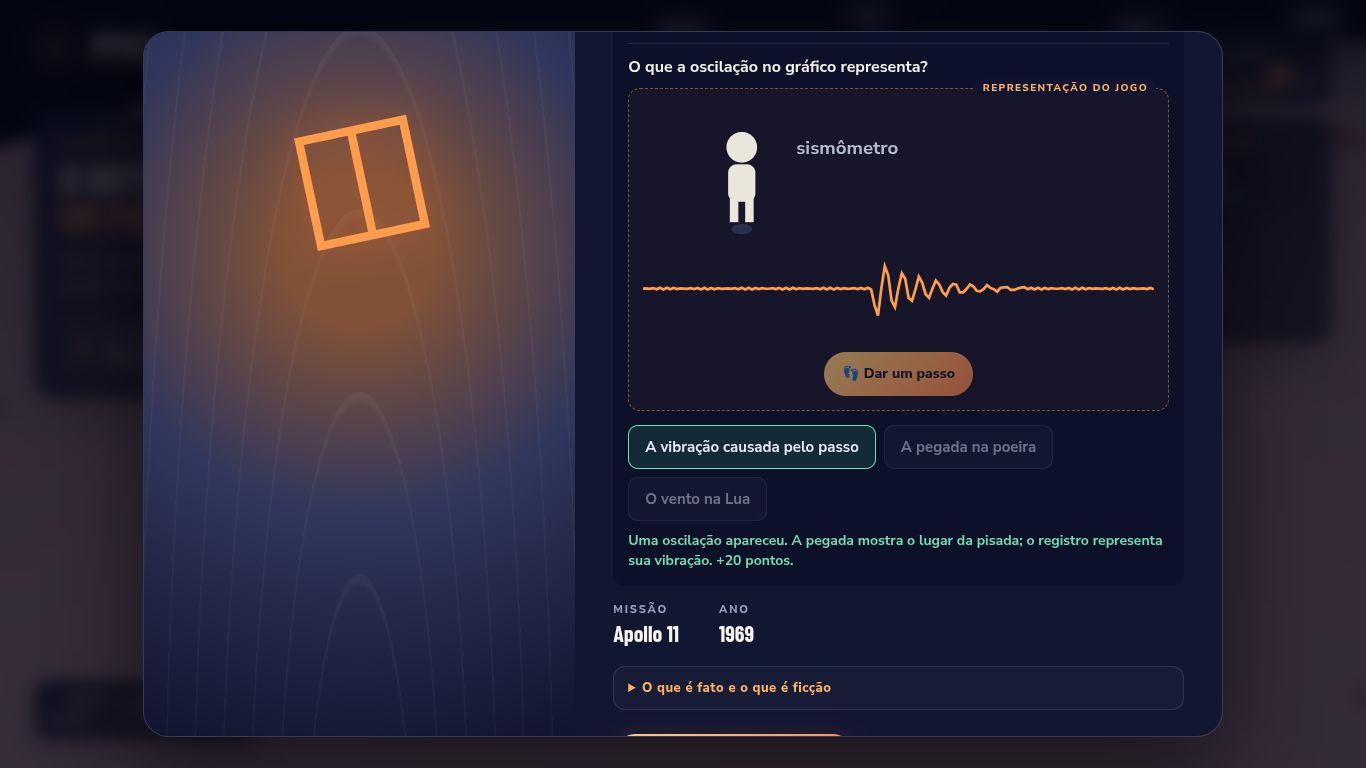 O que a oscilação no gráfico representa?
REPRESENTAÇÃO DO JOGO
sismômetro
👣 Dar um passo
A vibração causada pelo passo
A pegada na poeira
O vento na Lua
Uma oscilação apareceu. A pegada mostra o lugar da pisada; o registro representa
sua vibração. +20 pontos.
MISSÃO
Apollo 11
ANO
1969
▶ O que é fato e o que é ficção